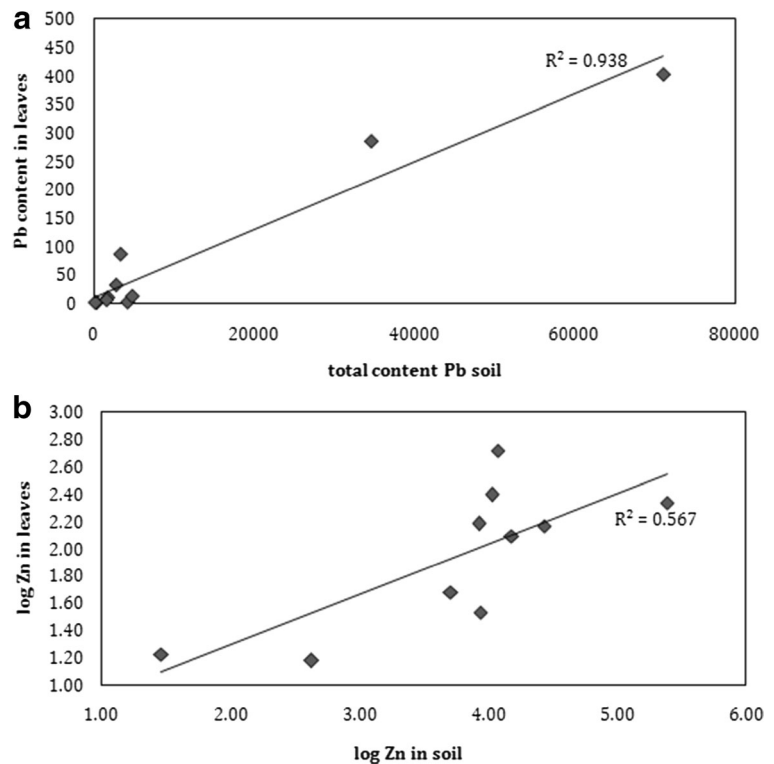 a
500
450
400
350
300
250
200
150
100
50
0
Pb content in leaves
R² = 0.938
0 20000 40000 60000 80000
total content Pb soil
b
3.00
2.80
2.60
2.40
2.20
2.00
1.80
1.60
1.40
1.20
1.00
log Zn in leaves
R² = 0.567
1.00 2.00 3.00 4.00 5.00 6.00
log Zn in soil